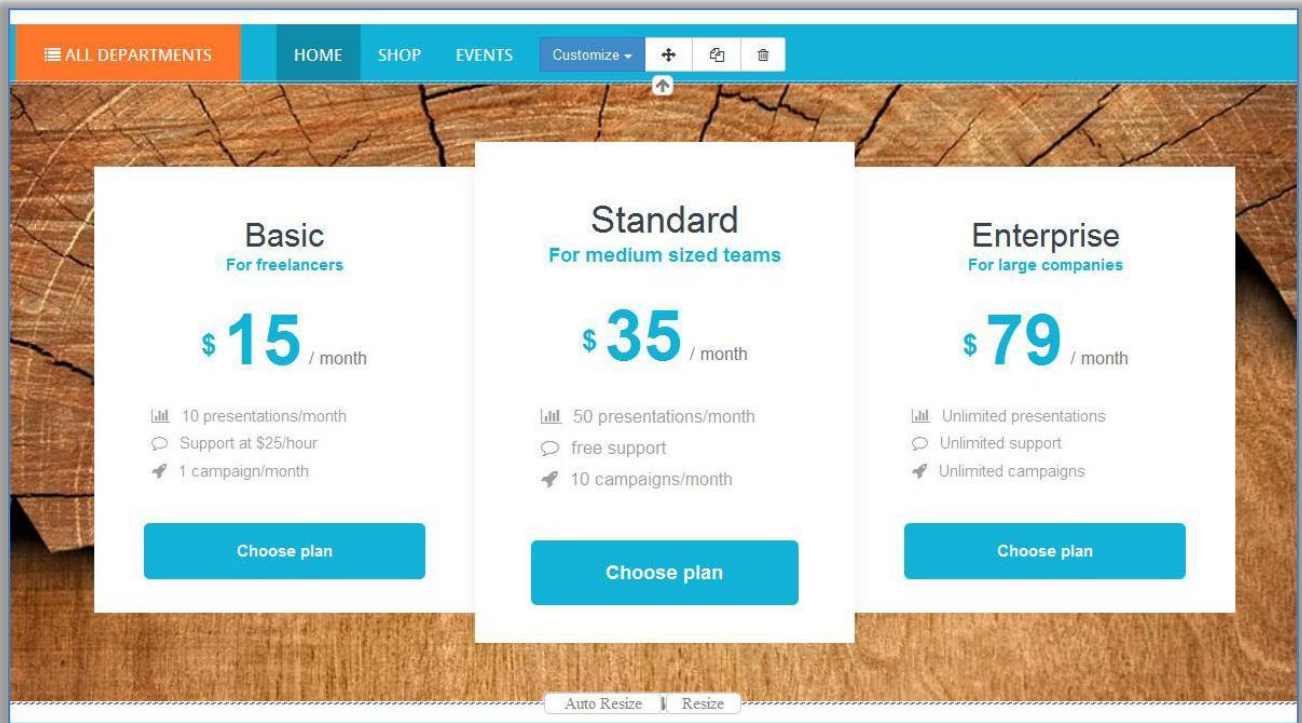 ALL DEPARTMENTS
HOME
SHOP
EVENTS
Customize
Basic
For freelancers
$ 15 / month
10 presentations/month
Support at $25/hour
1 campaign/month
Choose plan
Standard
For medium sized teams
$ 35 / month
50 presentations/month
free support
10 campaigns/month
Choose plan
Enterprise
For large companies
$ 79 / month
Unlimited presentations
Unlimited support
Unlimited campaigns
Choose plan
Auto Resize
Resize